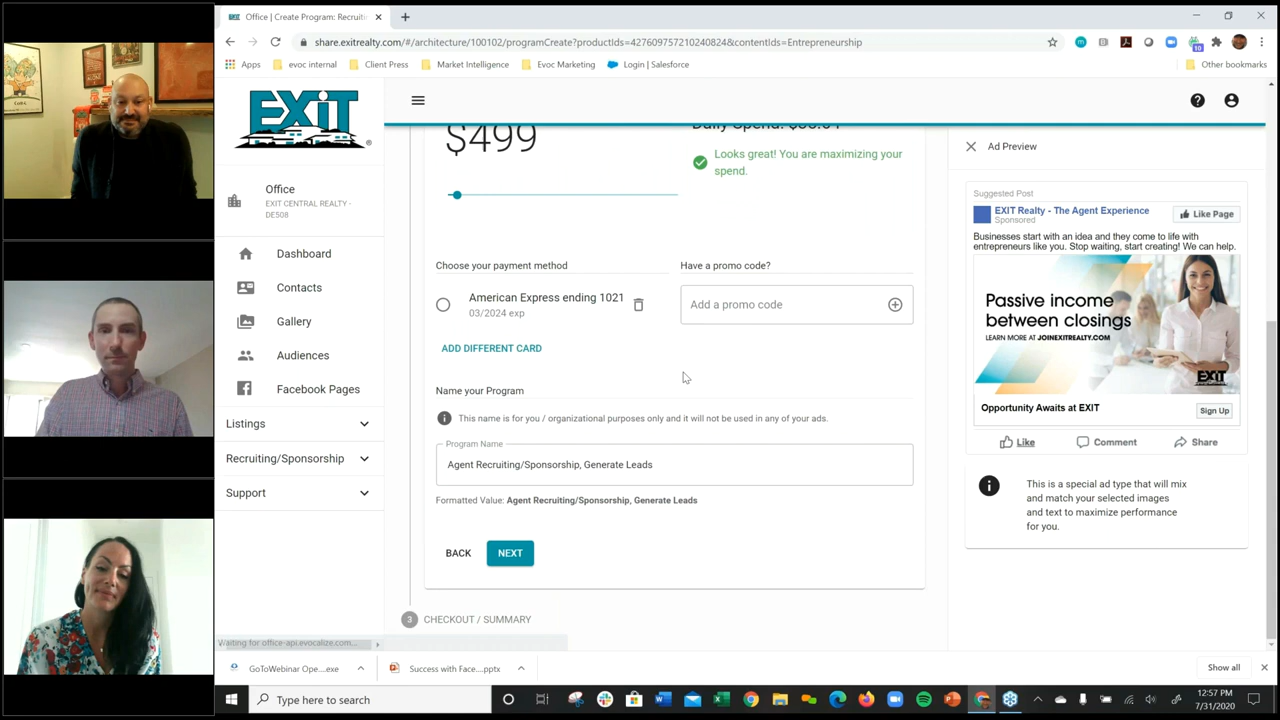 Office | Create Program: Recruitin
share.exitrealty.com/#/architecture/100102/programCreate?productIds=427609757210240824&contentIds=Entrepreneurship
10
Apps
evoc internal
Client Press
Market Intelligence
Evoc Marketing
Login | Salesforce
Other bookmarks
EXIT
®
Office
EXIT CENTRAL REALTY -
DE508
Dashboard
Contacts
Gallery
Audiences
Facebook Pages
Listings
Recruiting/Sponsorship
Support
$499
Looks great! You are maximizing your
spend.
Choose your payment method
American Express ending 1021
03/2024 exp
ADD DIFFERENT CARD
Have a promo code?
Add a promo code
Name your Program
This name is for you / organizational purposes only and it will not be used in any of your ads.
Program Name
Agent Recruiting/Sponsorship, Generate Leads
Formatted Value: Agent Recruiting/Sponsorship, Generate Leads
BACK
NEXT
3
CHECKOUT / SUMMARY
Ad Preview
Suggested Post
EXIT Realty - The Agent Experience
Sponsored
Like Page
Businesses start with an idea and they come to life with
entrepreneurs like you. Stop waiting, start creating! We can help.
Passive income
between closings
LEARN MORE AT JOINEXITREALTY.COM
EXIT
Opportunity Awaits at EXIT
Sign Up
Like
Comment
Share
This is a special ad type that will mix
and match your selected images
and text to maximize performance
for you.
Waiting for office-api.evocalize.com...
GoToWebinar Ope....exe
Success with Face....pptx
Show all
Type here to search
12:57 PM
7/31/2020